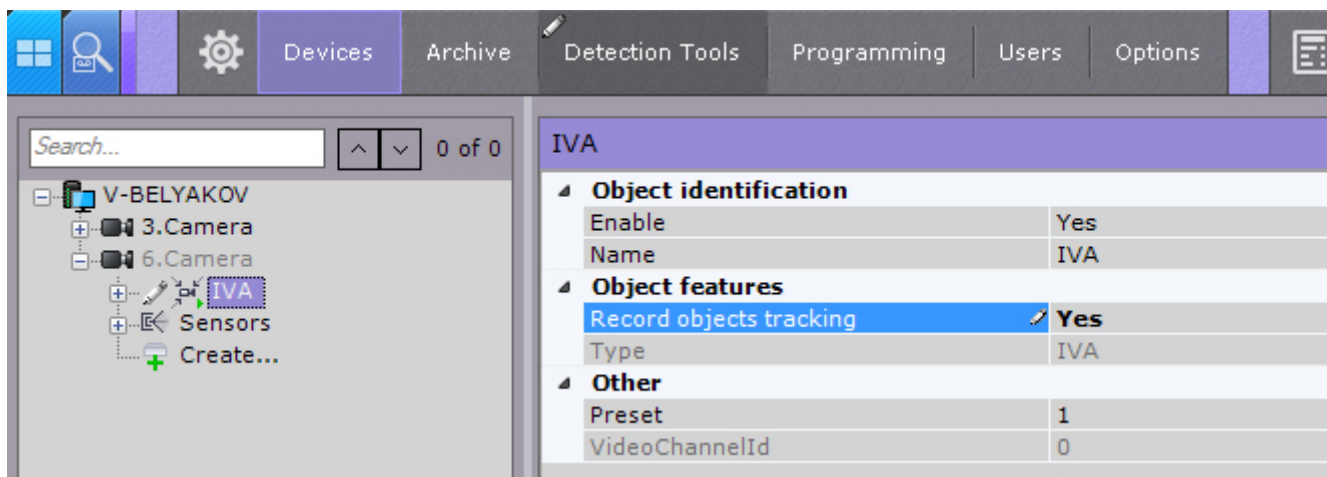 Devices Archive Detection Tools Programming Users Options
Search... 0 of 0
V-BELYAKOV
3.Camera
6.Camera
IVA
Sensors
Create...
IVA
Object identification
Enable Yes
Name IVA
Object features
Record objects tracking Yes
Type IVA
Other
Preset 1
VideoChannelId 0